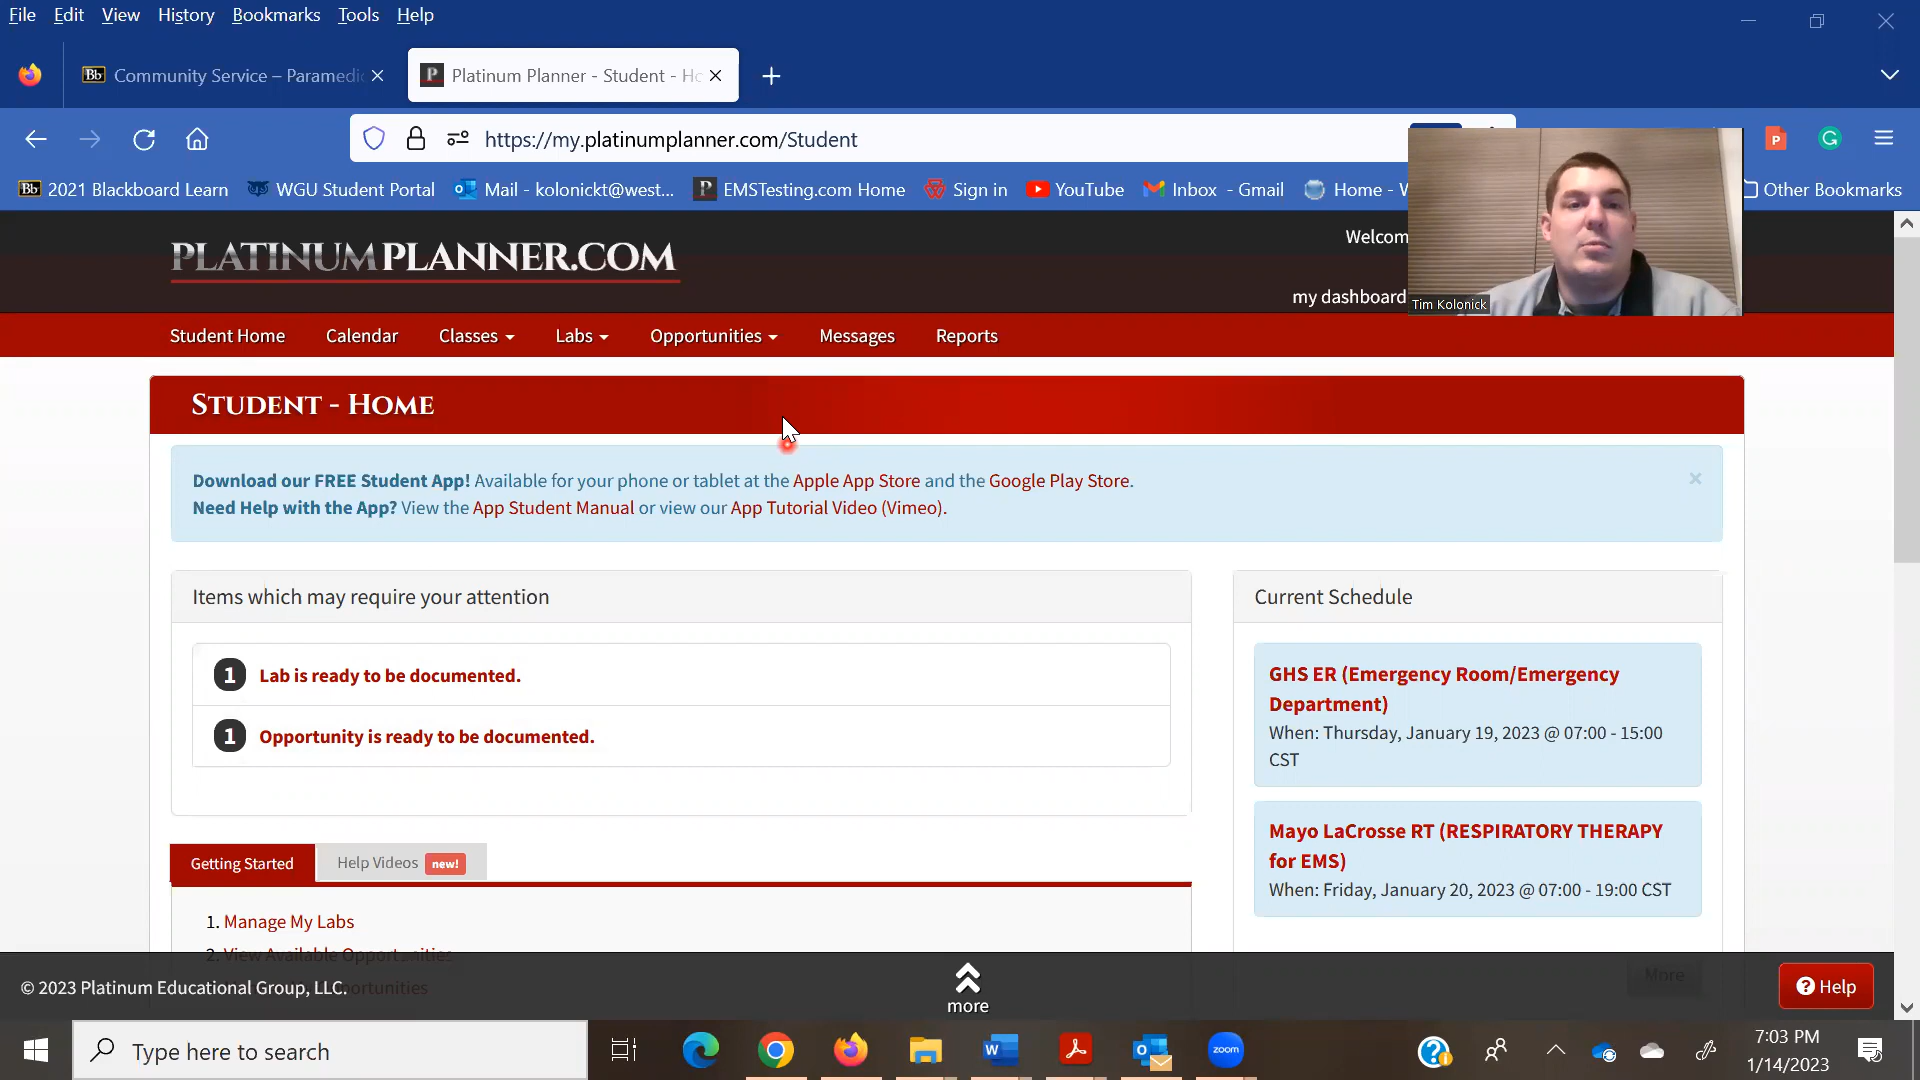 File Edit View History Bookmarks Tools Help
Community Service – Paramedic
Platinum Planner - Student - Ho
https://my.platinumplanner.com/Student
2021 Blackboard Learn WGU Student Portal Mail - kolonickt@west... EMSTesting.com Home Sign in YouTube Inbox - Gmail Home - W Other Bookmarks
PLATINUMPLANNER.COM
Welcom
my dashboard
Tim Kolonick
Student Home Calendar Classes Labs Opportunities Messages Reports
STUDENT - HOME
Download our FREE Student App! Available for your phone or tablet at the Apple App Store and the Google Play Store.
Need Help with the App? View the App Student Manual or view our App Tutorial Video (Vimeo).
Items which may require your attention
1 Lab is ready to be documented.
1 Opportunity is ready to be documented.
Current Schedule
GHS ER (Emergency Room/Emergency
Department)
When: Thursday, January 19, 2023 @ 07:00 - 15:00
CST
Mayo LaCrosse RT (RESPIRATORY THERAPY
for EMS)
When: Friday, January 20, 2023 @ 07:00 - 19:00 CST
More
Getting Started Help Videos new!
1. Manage My Labs
2. View Available Opportunities
© 2023 Platinum Educational Group, LLC.
more
Help
Type here to search
zoom
7:03 PM
1/14/2023